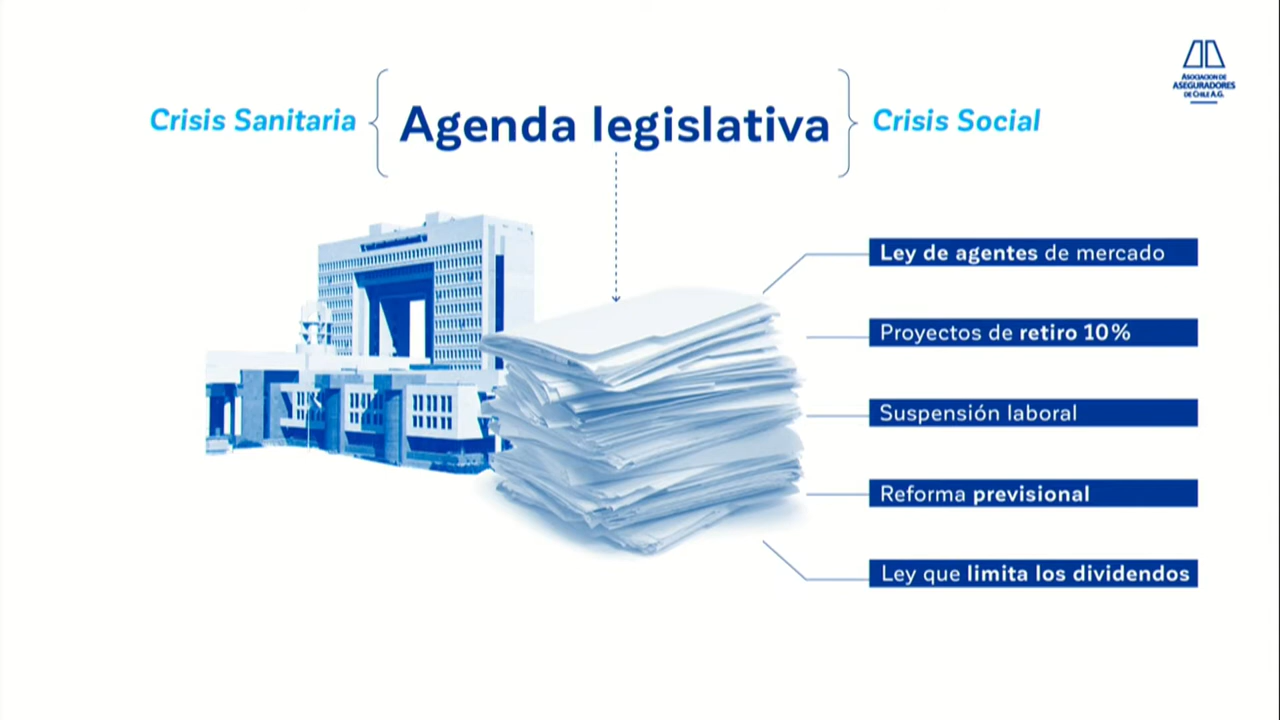 Crisis Sanitaria
Agenda legislativa
Crisis Social
ASOCIACION DE
ASEGURADORES
DE CHILE A.G.
Ley de agentes de mercado
Proyectos de retiro 10%
Suspensión laboral
Reforma previsional
Ley que limita los dividendos